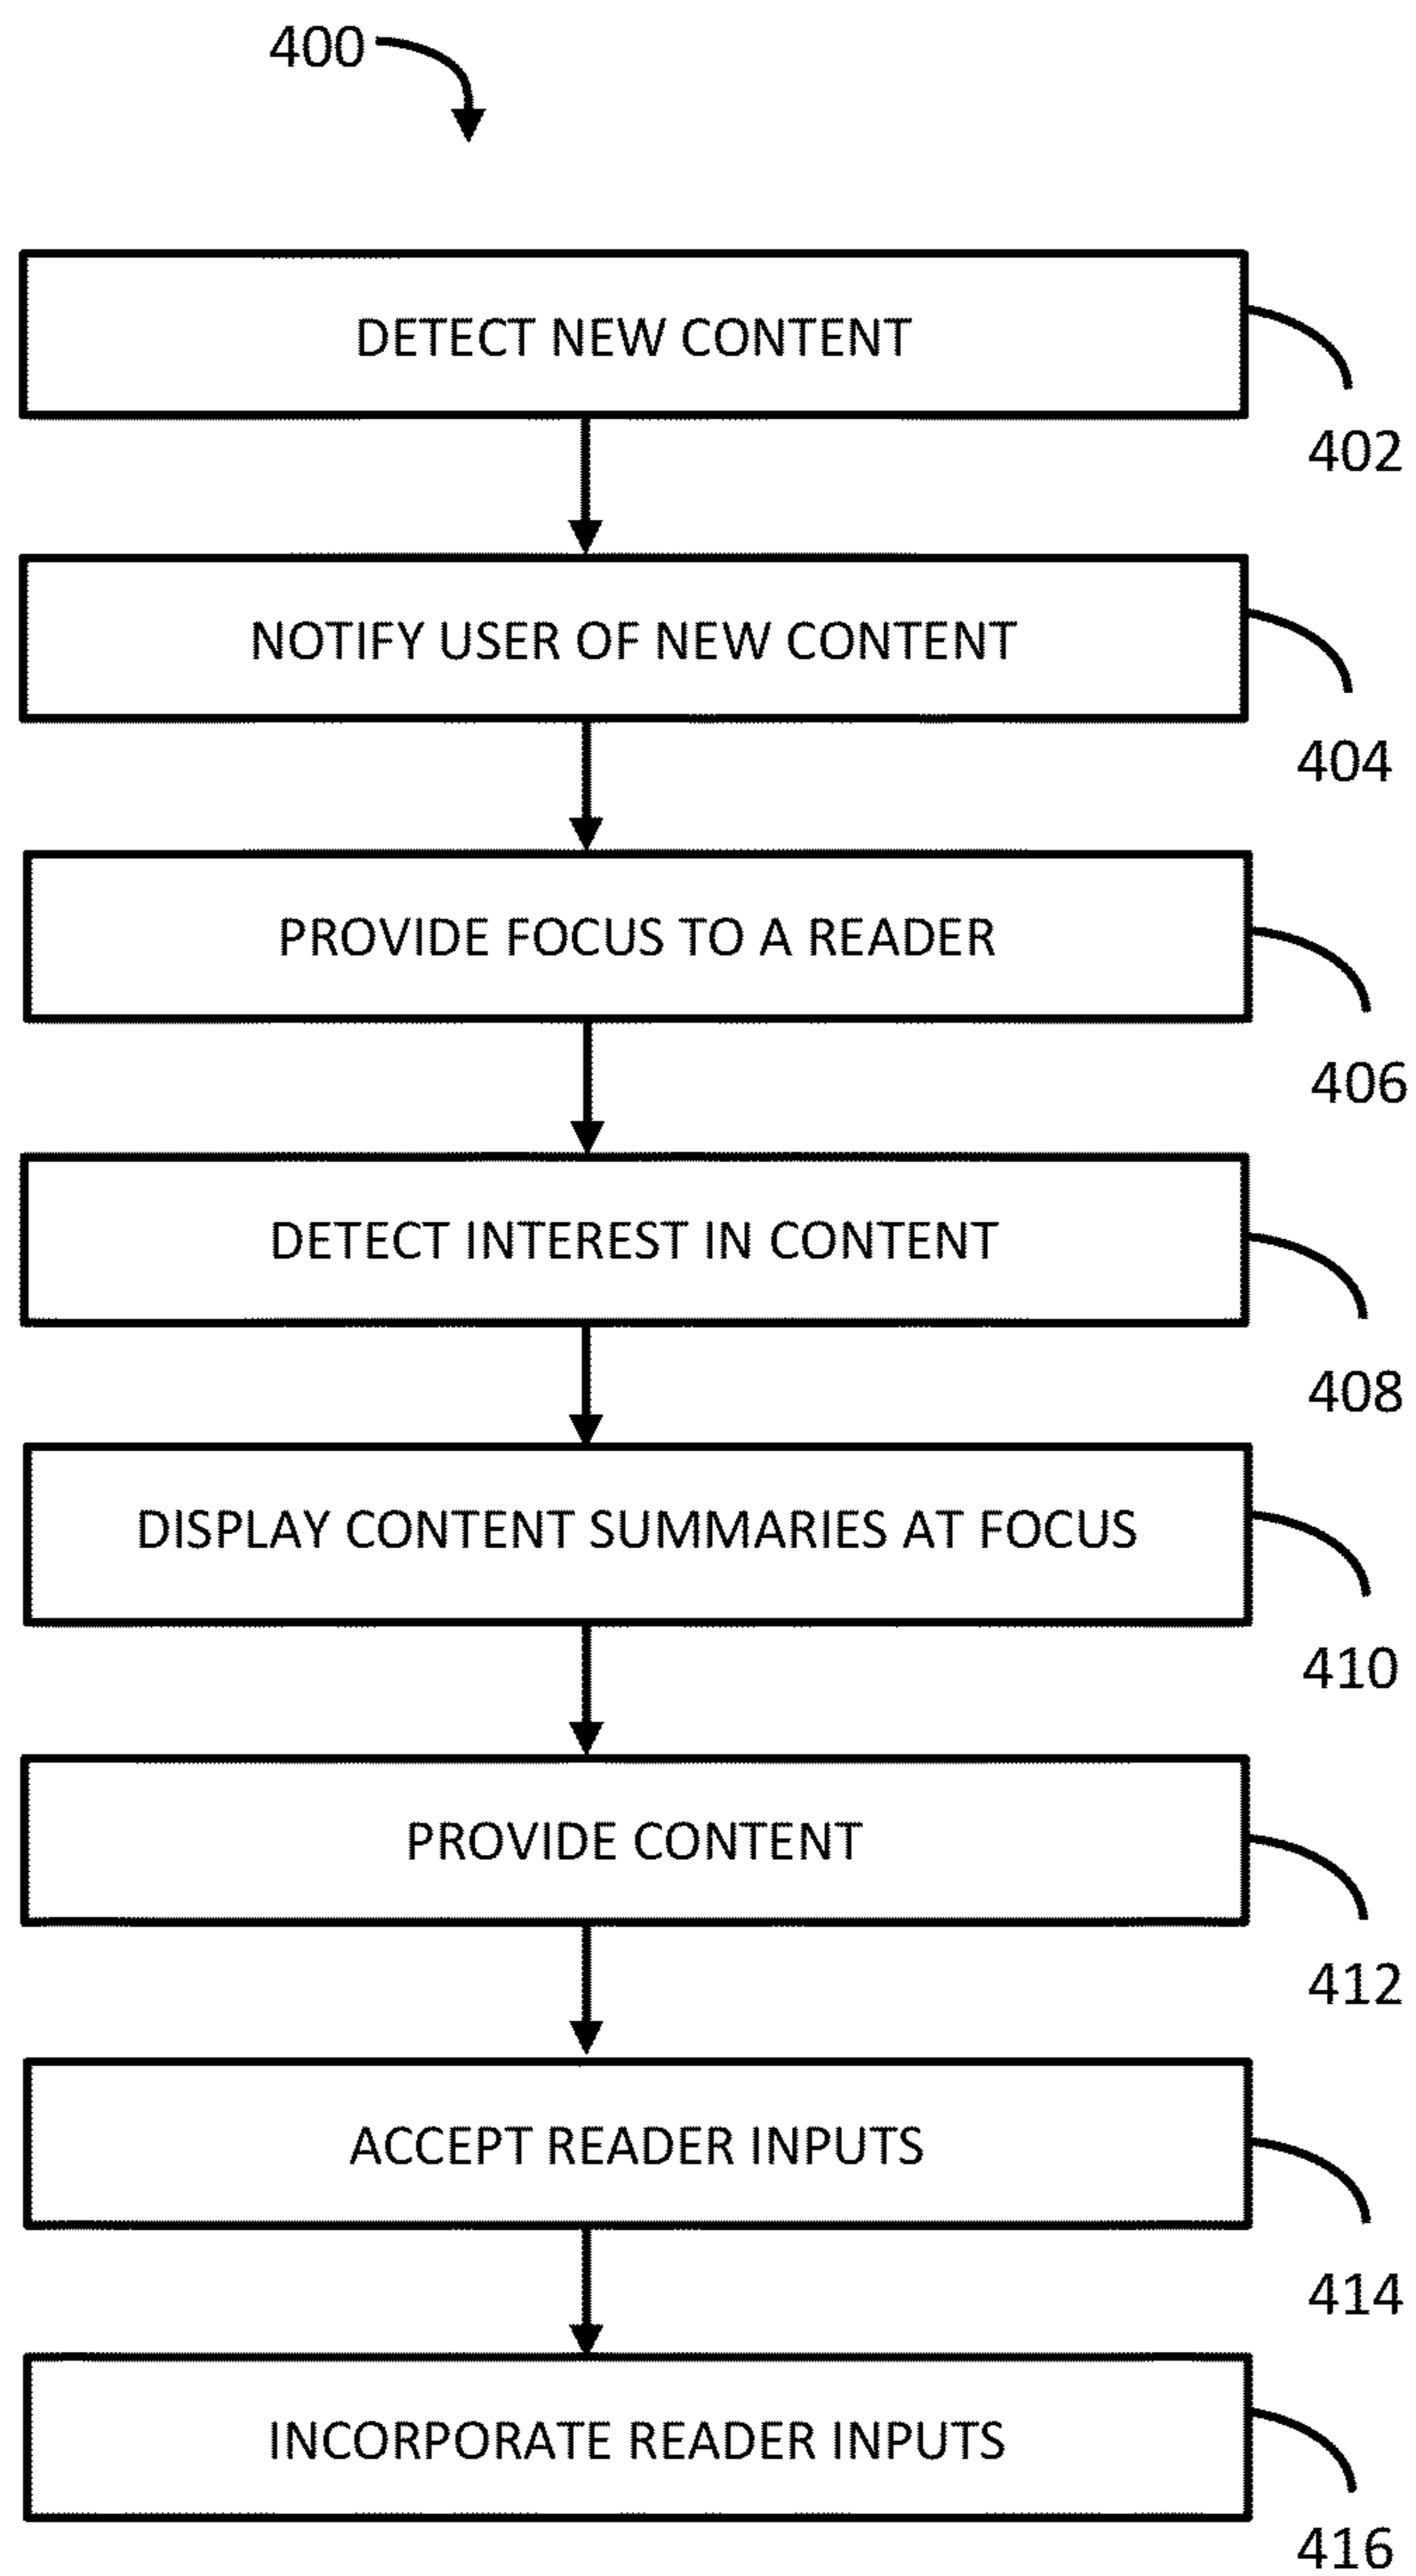 400
DETECT NEW CONTENT
402
NOTIFY USER OF NEW CONTENT
404
PROVIDE FOCUS TO A READER
406
DETECT INTEREST IN CONTENT
408
DISPLAY CONTENT SUMMARIES AT FOCUS
410
PROVIDE CONTENT
412
ACCEPT READER INPUTS
414
INCORPORATE READER INPUTS
416